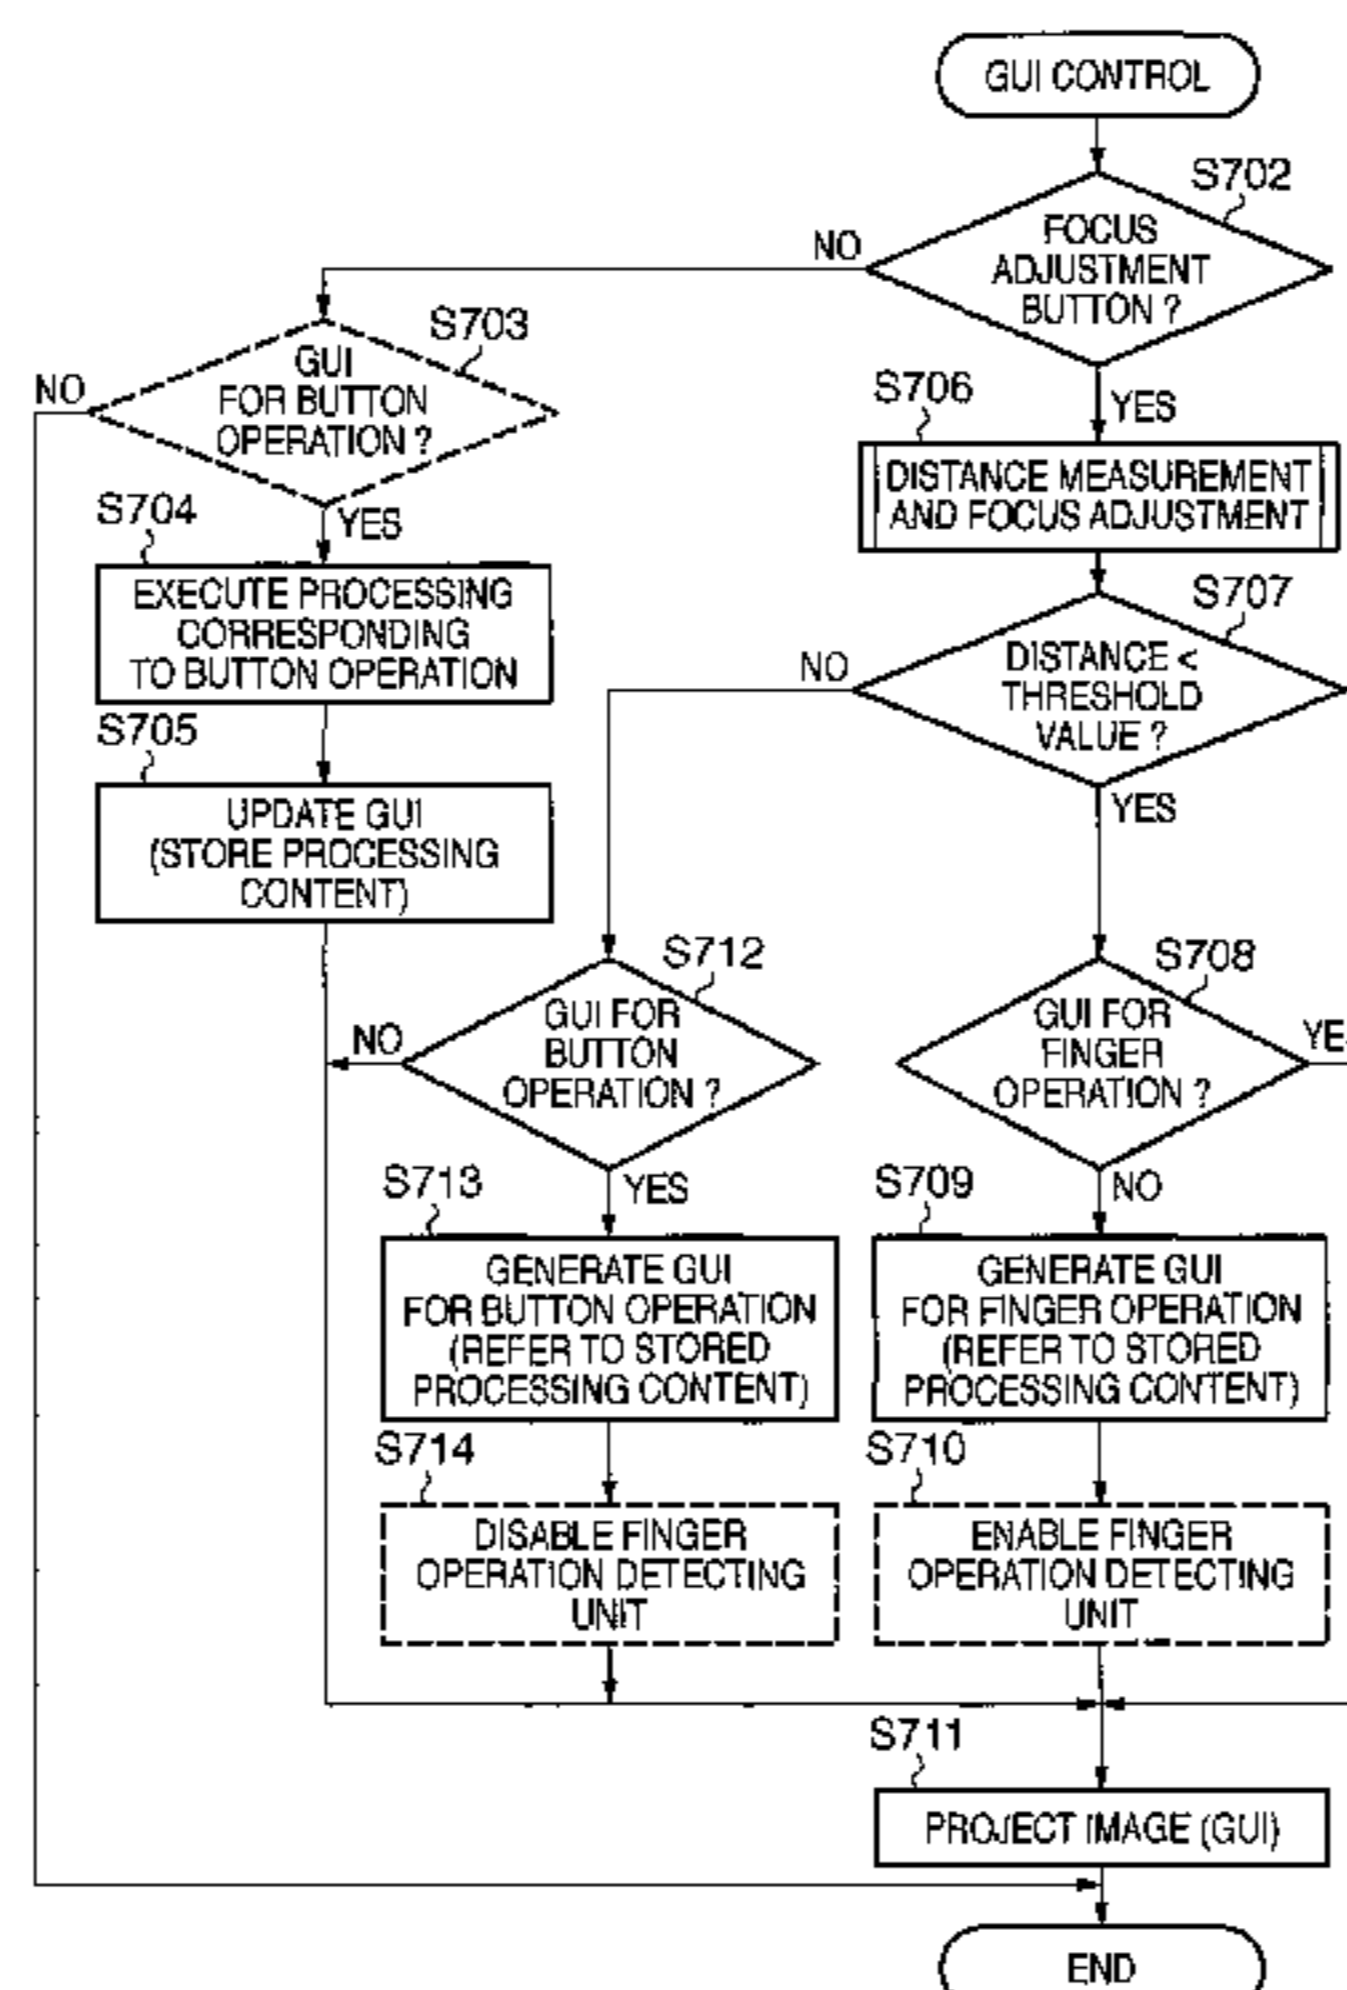 GUI CONTROL
S702
FOCUS
ADJUSTMENT
BUTTON ?
NO
YES
S703
GUI
FOR BUTTON
OPERATION ?
NO
YES
S704
EXECUTE PROCESSING
CORRESPONDING
TO BUTTON OPERATION
S705
UPDATE GUI
(STORE PROCESSING
CONTENT)
S706
DISTANCE MEASUREMENT
AND FOCUS ADJUSTMENT
S707
DISTANCE <
THRESHOLD
VALUE ?
NO
YES
S712
GUI FOR
BUTTON
OPERATION ?
NO
YES
S708
GUI FOR
FINGER
OPERATION ?
NO
S713
GENERATE GUI
FOR BUTTON OPERATION
(REFER TO STORED
PROCESSING CONTENT)
S709
GENERATE GUI
FOR FINGER OPERATION
(REFER TO STORED
PROCESSING CONTENT)
S714
DISABLE FINGER
OPERATION DETECTING
UNIT
S710
ENABLE FINGER
OPERATION DETECTING
UNIT
S711
PROJECT IMAGE (GUI)
END